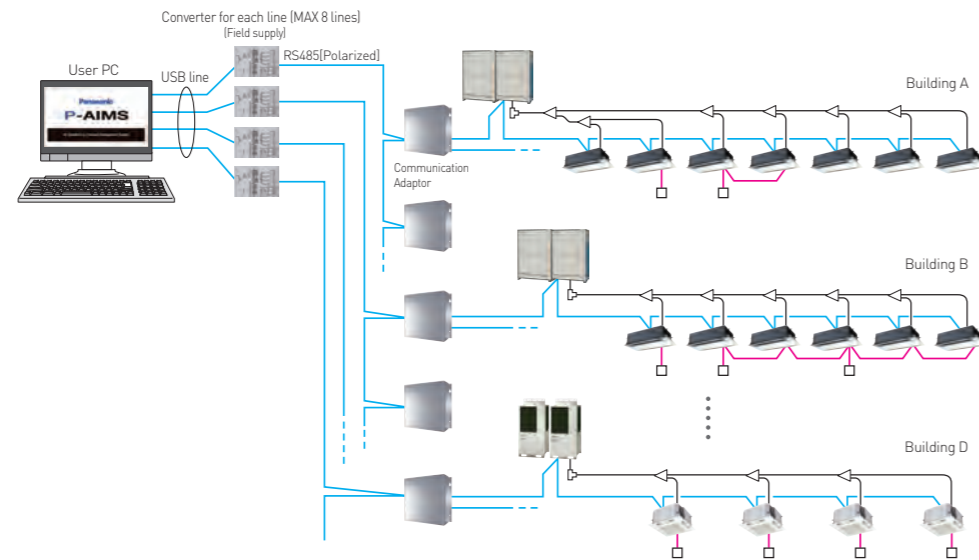 Converter for each line (MAX 8 lines)
(Field supply)
RS485(Polarized)
User PC
USB line
Panasonic
P-AIMS
Communication
Adaptor
Building A
Building B
Building D